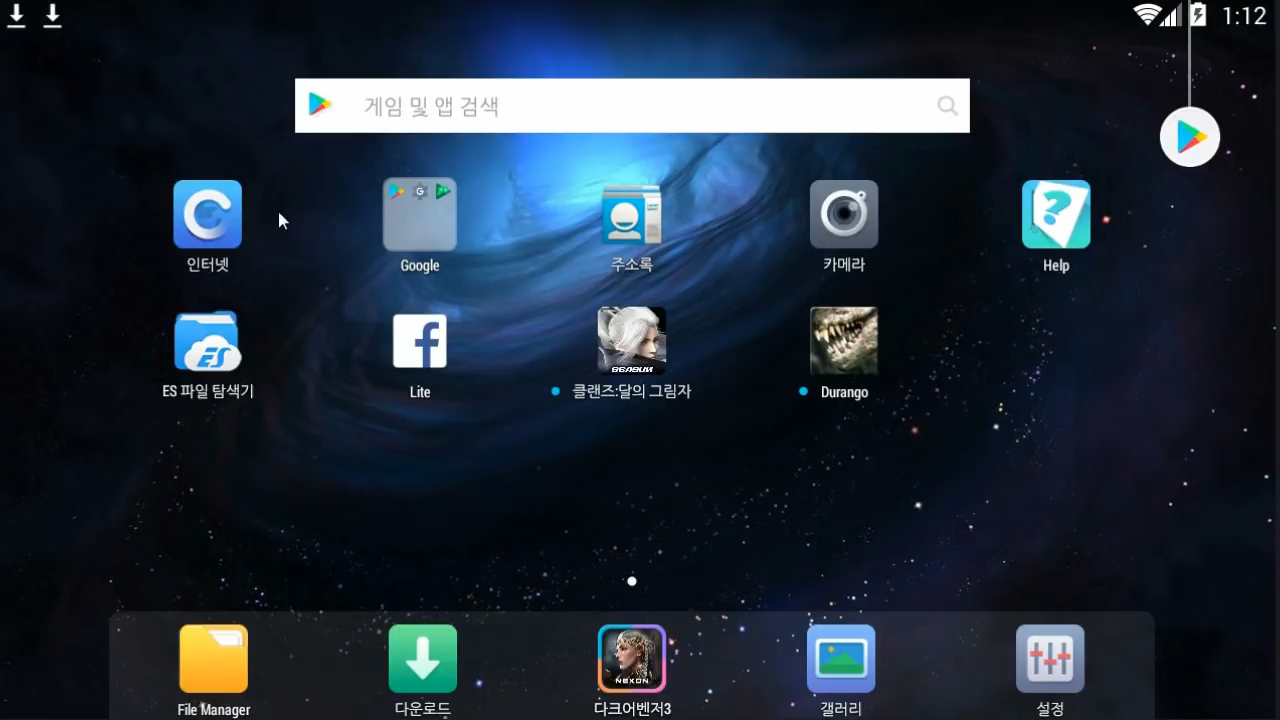 1:12
게임 및 앱 검색
인터넷
Google
주소록
카메라
Help
ES
ES 파일 탐색기
Lite
클랜즈:달의 그림자
Durango
NEXON
File Manager
다운로드
다크어벤저3
갤러리
설정